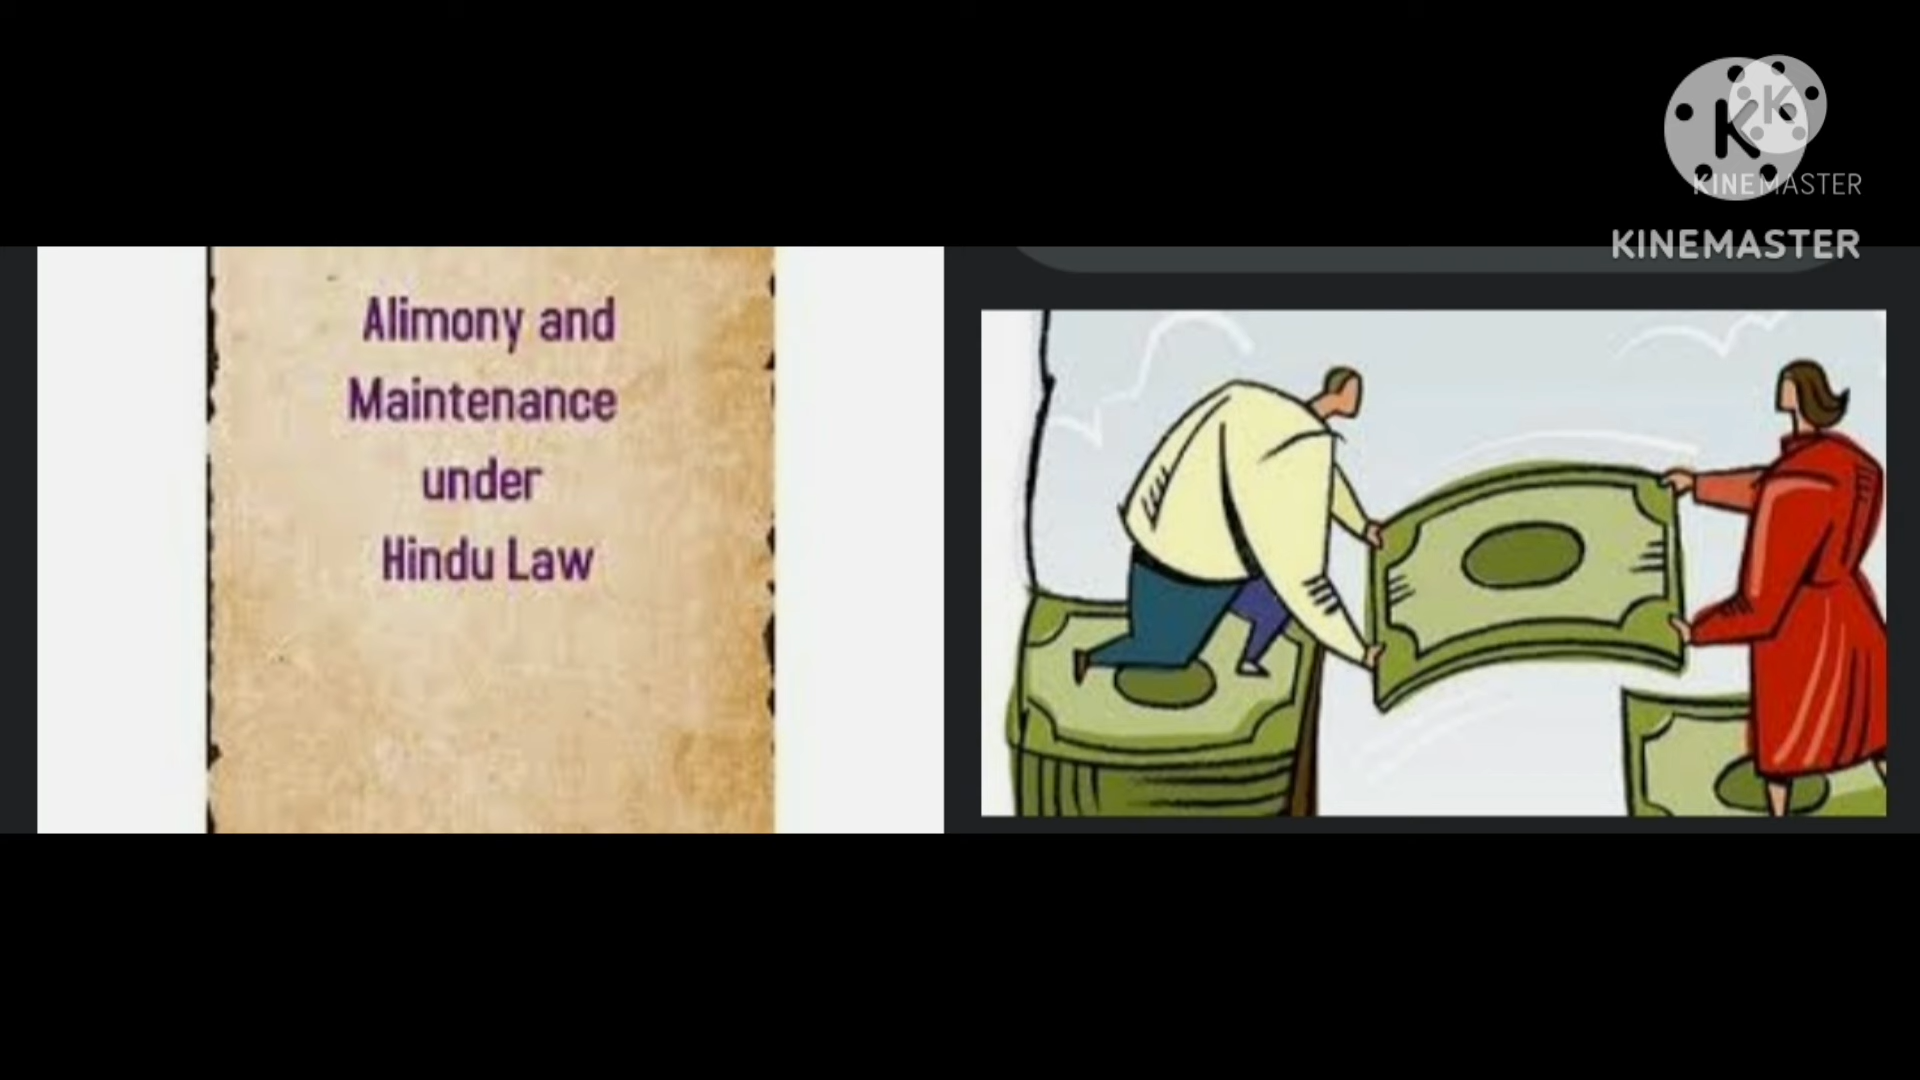 Alimony and
Maintenance
under
Hindu Law
K
K
KINEMASTER
KINEMASTER